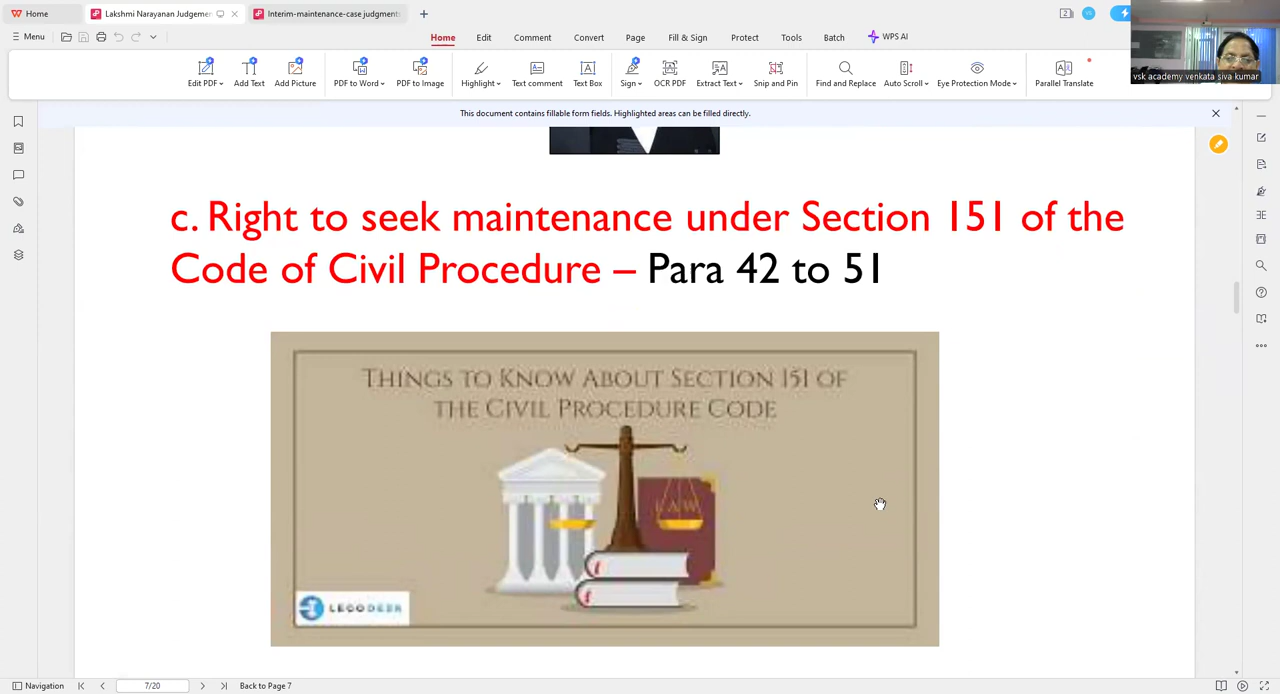 Home
Lakshmi Narayanan Judgemen
Interim-maintenance-case judgments
2
Menu
Home
Edit
Comment
Convert
Page
Fill & Sign
Protect
Tools
Batch
WPS AI
vsk academy venkata siva kumar
Edit PDF
Add Text
Add Picture
PDF to Word
PDF to Image
Highlight
Text comment
Text Box
Sign
OCR PDF
Extract Text
Snip and Pin
Find and Replace
Auto Scroll
Eye Protection Mode
Parallel Translate
This document contains fillable form fields. Highlighted areas can be filled directly.
c. Right to seek maintenance under Section 151 of the
Code of Civil Procedure – Para 42 to 51
THINGS TO KNOW ABOUT SECTION 151 OF
THE CIVIL PROCEDURE CODE
LAW
LEGODESK
Navigation
7/20
Back to Page 7